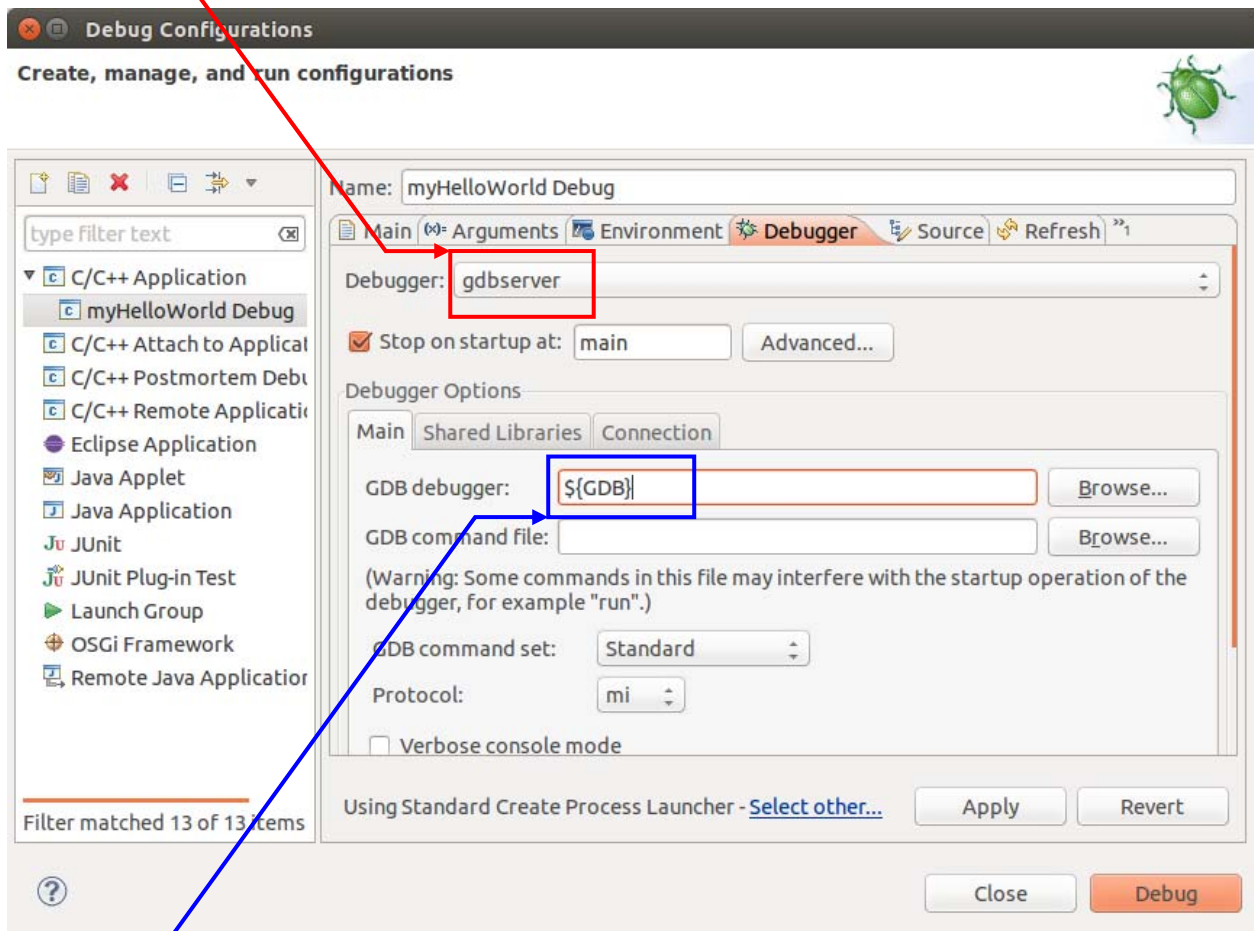 Debug Configurations
Create, manage, and run configurations
type filter text
C/C++ Application
myHelloWorld Debug
C/C++ Attach to Applicat
C/C++ Postmortem Debu
C/C++ Remote Applicatio
Eclipse Application
Java Applet
Java Application
JUnit
JUnit Plug-in Test
Launch Group
OSGi Framework
Remote Java Application
Filter matched 13 of 13 items
Name: myHelloWorld Debug
Main (x)= Arguments Environment Debugger Source Refresh »1
Debugger: gdbserver
Stop on startup at: main Advanced...
Debugger Options
Main Shared Libraries Connection
GDB debugger: ${GDB} Browse...
GDB command file: Browse...
(Warning: Some commands in this file may interfere with the startup operation of the
debugger, for example "run".)
GDB command set: Standard
Protocol: mi
Verbose console mode
Using Standard Create Process Launcher - Select other... Apply Revert
Close Debug